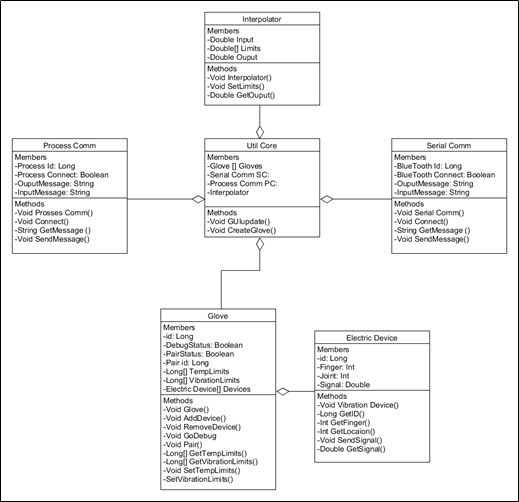 Interpolator
Members
-Double Input
-Double[] Limits
-Double Ouput
Methods
-Void Interpolator()
-Void SetLimits()
-Double GetOuput()
Process Comm
Members
-Process Id: Long
-Process Connect: Boolean
-OuputMessage: String
-InputMessage: String
Methods
-Void Prosses Comm()
-Void Connect()
-String GetMessage ()
-Void SendMessage()
Util Core
Members
-Glove [] Gloves
-Serial Comm SC:
-Process Comm PC:
-Interpolator
Methods
-Void GUIupdate()
-Void CreateGlove()
Serial Comm
Members
-BlueTooth Id: Long
-BlueTooth Connect: Boolean
-OuputMessage: String
-InputMessage: String
Methods
-Void Serial Comm()
-Void Connect()
-String GetMessage ()
-Void SendMessage()
Glove
Members
-id: Long
-DebugStatus: Boolean
-PairStatus: Boolean
-Pair id: Long
-Long[] TempLimits
-Long[] VibrationLimits
-Electric Device[] Devices
Methods
-Void Glove()
-Void AddDevice()
-Void RemoveDevice()
-Void GoDebug
-Void Pair()
-Long[] GetTempLimits()
-Long[] GetVibrationLimits()
-Void SetTempLimits()
-SetVibrationLimits()
Electric Device
Members
-id: Long
-Finger: Int
-Joint: Int
-Signal: Double
Methods
-Void Vibration Device()
-Long GetID()
-Int GetFinger()
-Int GetLocaion()
-Void SendSignal()
-Double GetSignal()